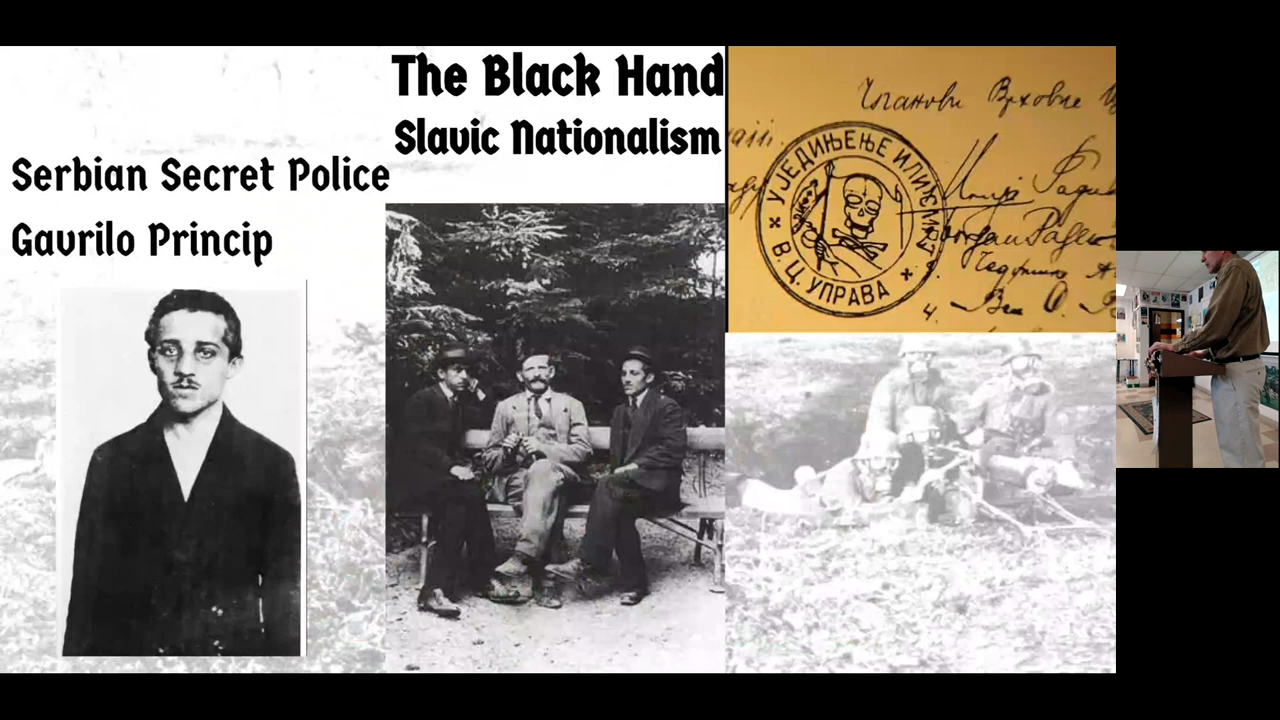 The Black Hand
Slavic Nationalism
Serbian Secret Police
Gavrilo Princip
Чланови Врховне
УЈЕДИЊЕЊЕ ИЛИ СМРТ
В.Ц. УПРАВА